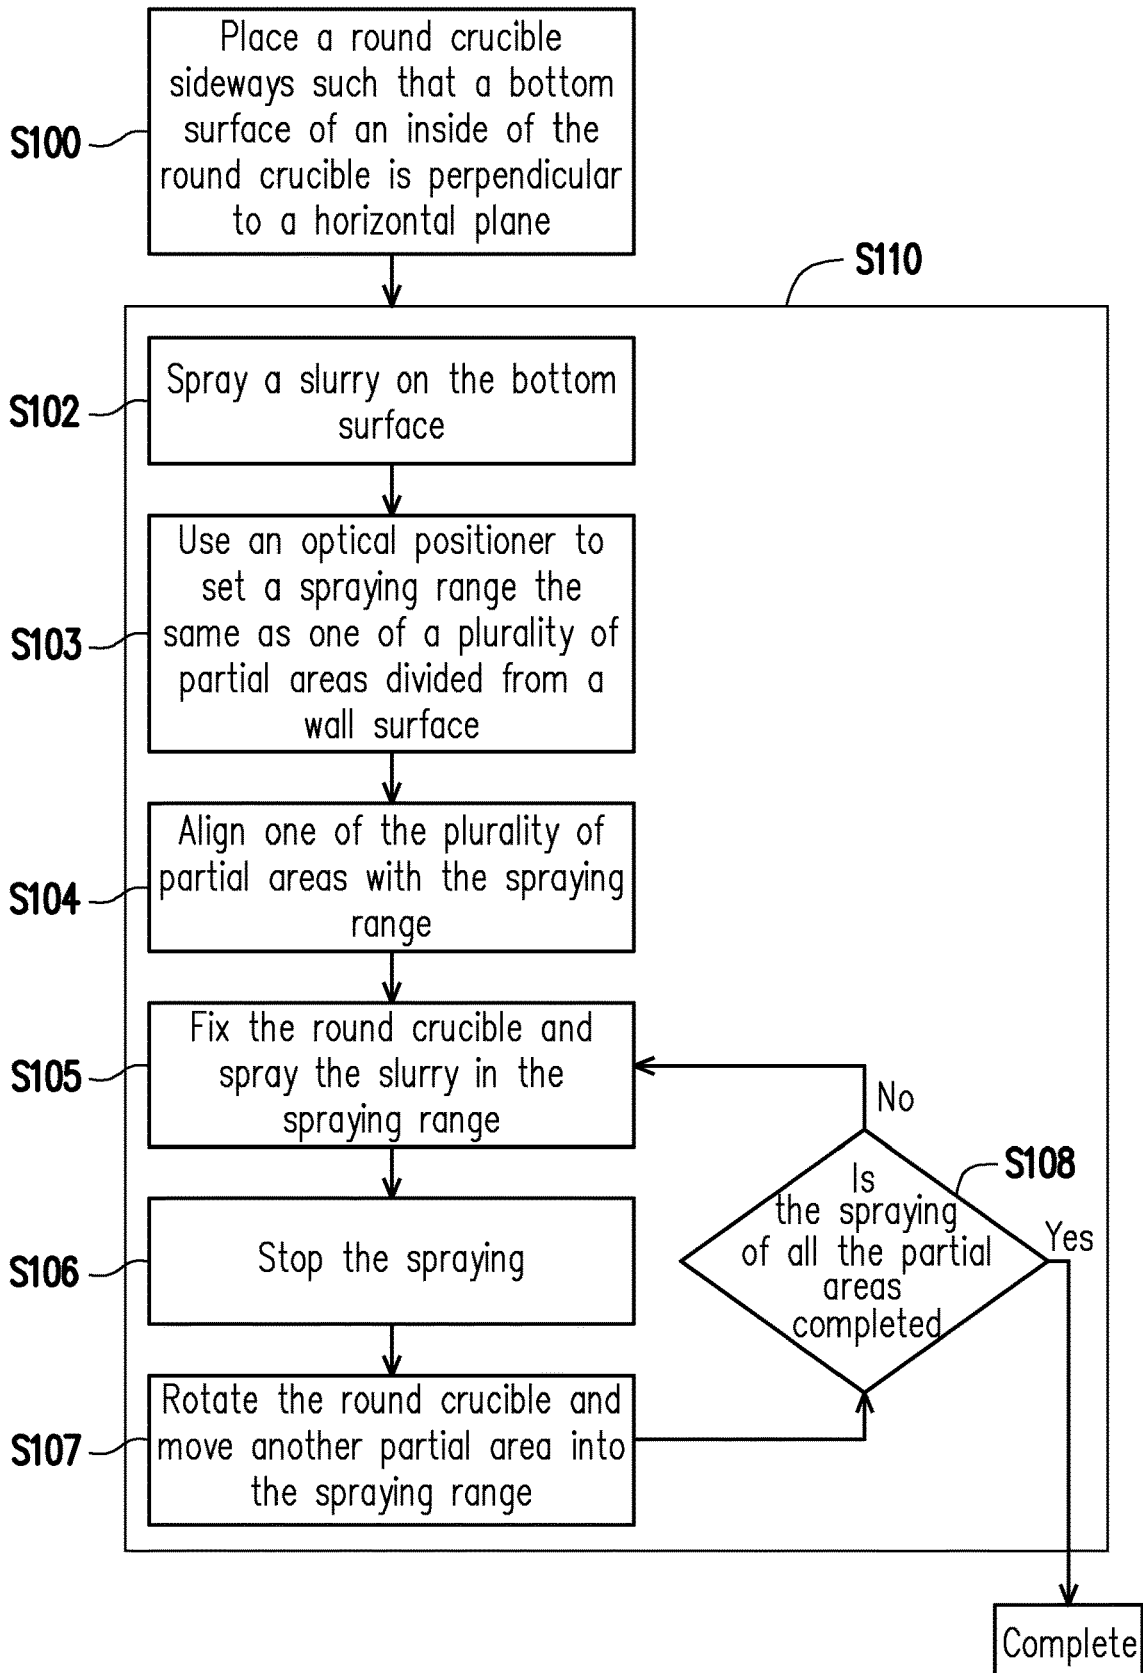 Place a round crucible
sideways such that a bottom
surface of an inside of the
round crucible is perpendicular
to a horizontal plane
S100
S110
Spray a slurry on the bottom
surface
S102
Use an optical positioner to
set a spraying range the
same as one of a plurality of
partial areas divided from a
wall surface
S103
Align one of the plurality of
partial areas with the spraying
range
S104
Fix the round crucible and
spray the slurry in the
spraying range
S105
No
Is
the spraying
of all the partial
areas
completed
S108
Yes
Stop the spraying
S106
Rotate the round crucible and
move another partial area into
the spraying range
S107
Complete